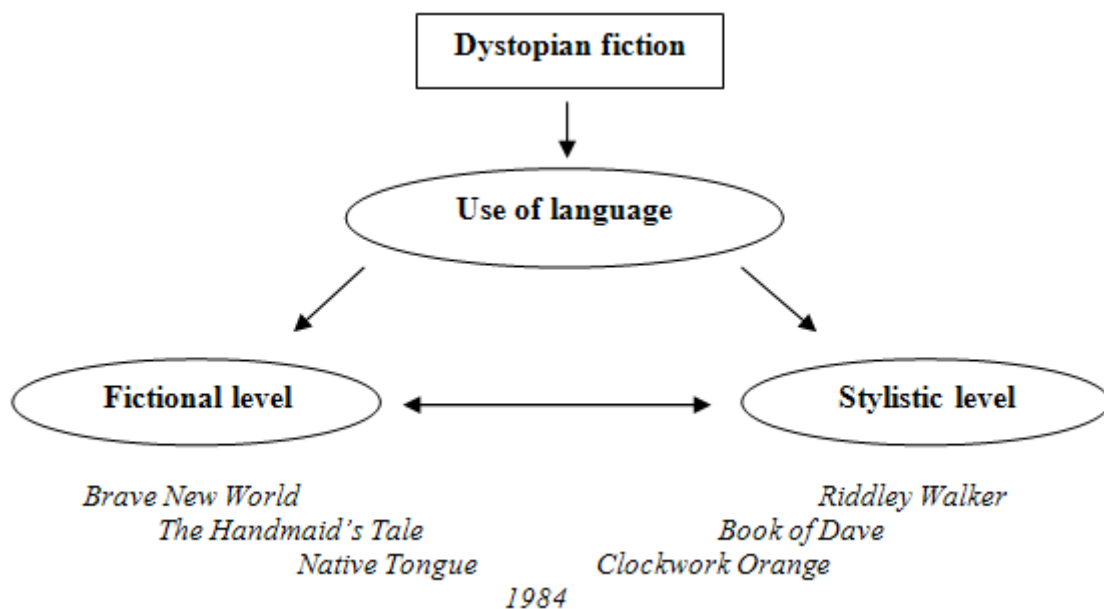 Dystopian fiction
Use of language
Fictional level
Stylistic level
Brave New World
Riddley Walker
The Handmaid's Tale
Book of Dave
Native Tongue
Clockwork Orange
1984